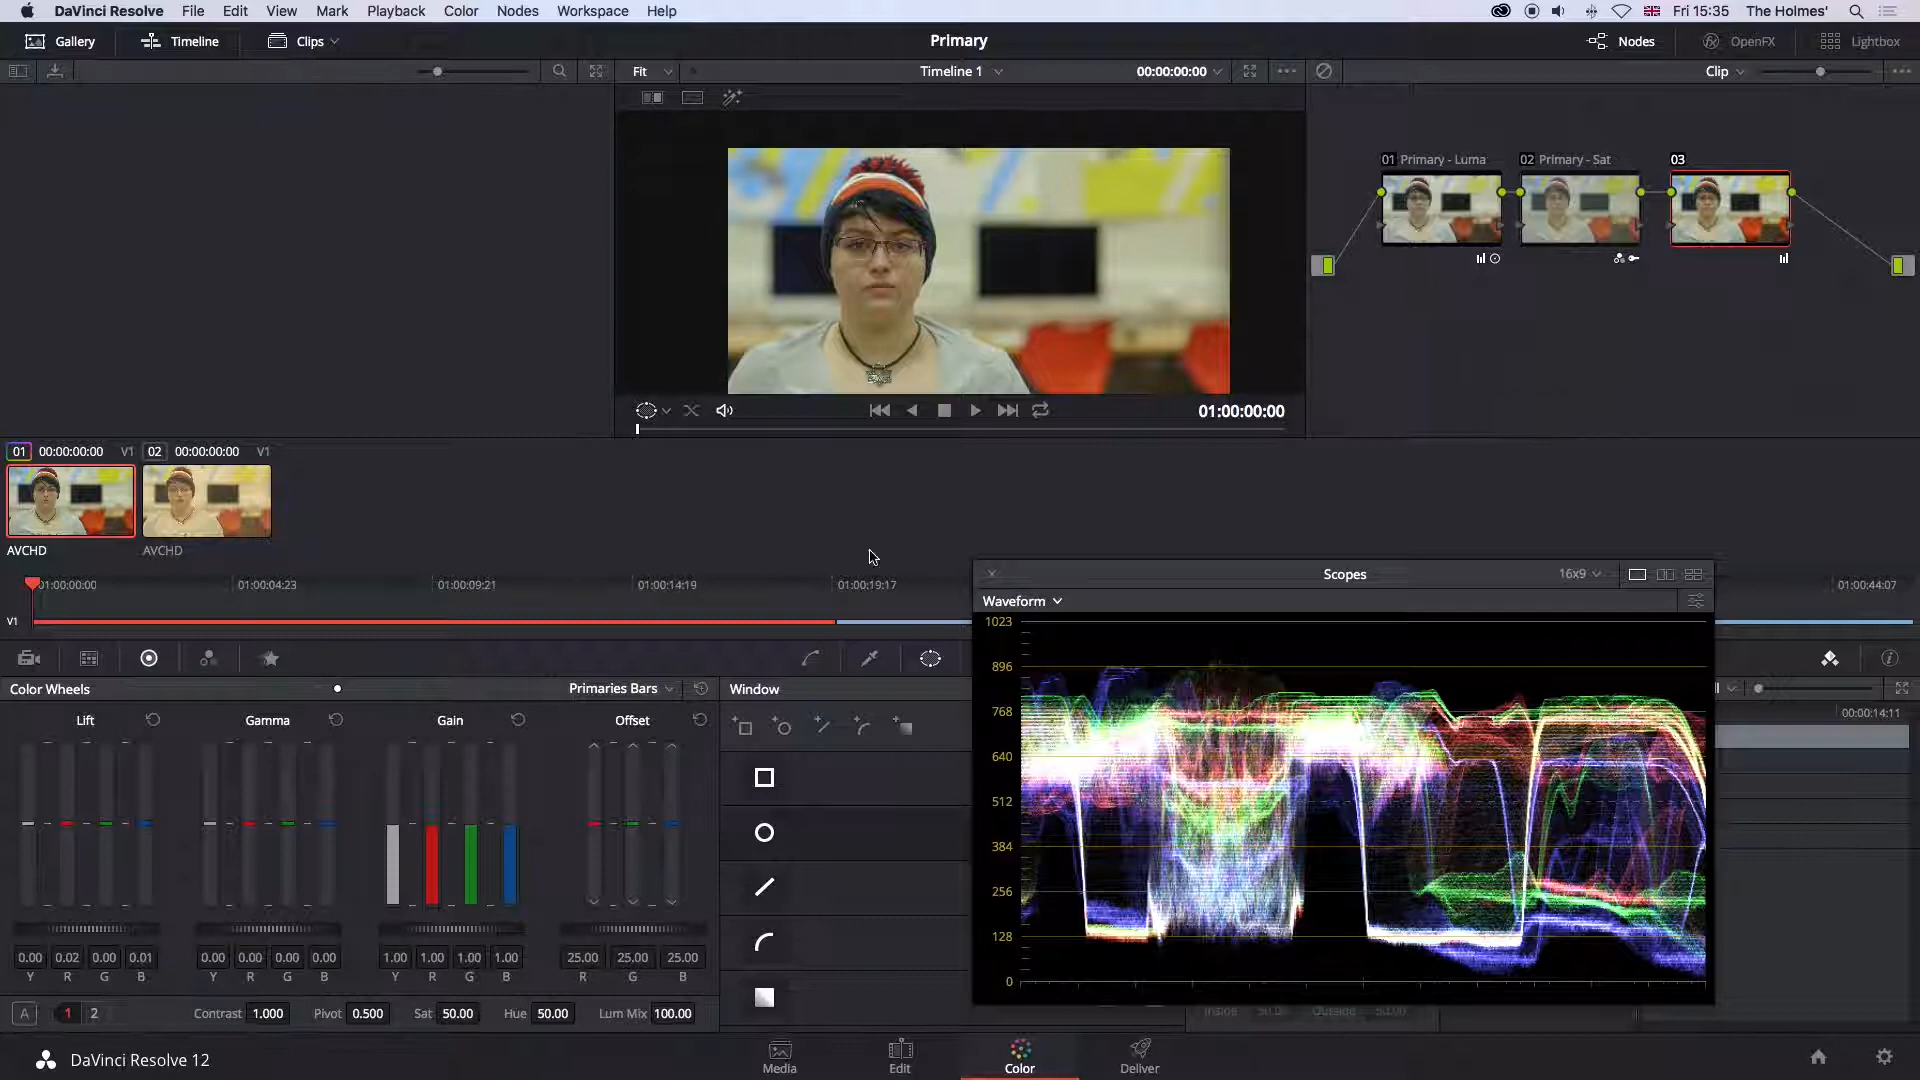 DaVinci Resolve File Edit View Mark Playback Color Nodes Workspace Help Fri 15:35 The Holmes'
Gallery Timeline Clips Primary Nodes OpenFX Lightbox
Fit Timeline 1 00:00:00:00 Clip
01 Primary - Luma 02 Primary - Sat 03
01:00:00:00
01 00:00:00:00 V1 02 00:00:00:00 V1
AVCHD AVCHD
01:00:00:00 01:00:04:23 01:00:09:21 01:00:14:19 01:00:19:17 01:00:44:07
V1
Scopes 16x9
Waveform
1023
896
768
640
512
384
256
128
0
Color Wheels Primaries Bars Window
Lift Gamma Gain Offset 00:00:14:11
0.00 0.02 0.00 0.01 0.00 0.00 0.00 0.00 1.00 1.00 1.00 1.00 25.00 25.00 25.00
Y R G B Y R G B Y R G B R G B
A 1 2 Contrast 1.000 Pivot 0.500 Sat 50.00 Hue 50.00 Lum Mix 100.00
Inside 50.0 Outside 50.00
DaVinci Resolve 12 Media Edit Color Deliver